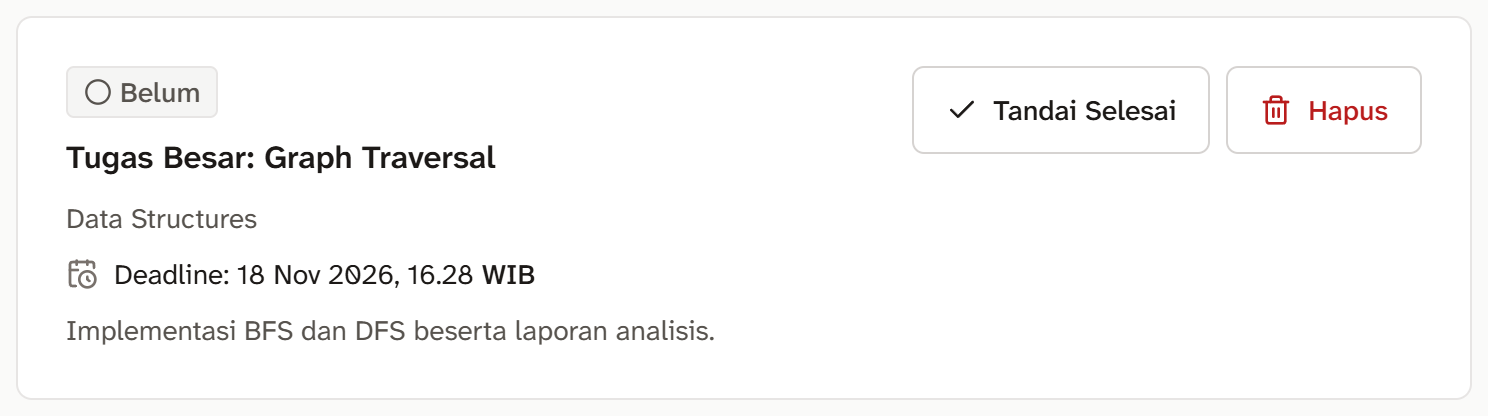 Belum
Tandai Selesai
Hapus
Tugas Besar: Graph Traversal
Data Structures
Deadline: 18 Nov 2026, 16.28 WIB
Implementasi BFS dan DFS beserta laporan analisis.